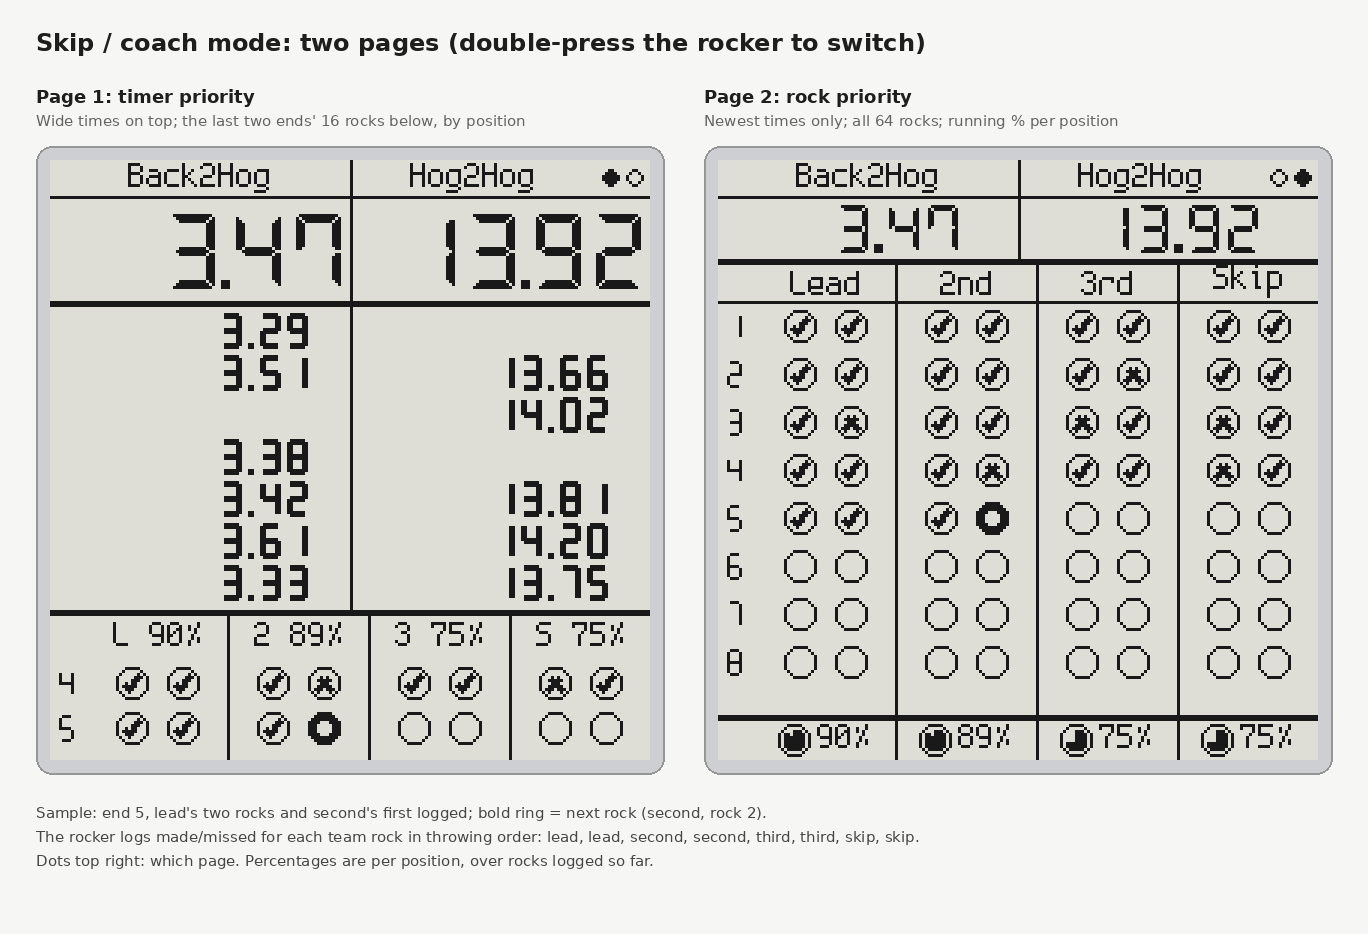 Skip / coach mode: two pages (double-press the rocker to switch)
Page 1: timer priority
Wide times on top; the last two ends' 16 rocks below, by position
Back2Hog Hog2Hog
3.47 13.92
3.29
3.51 13.66
14.02
3.38
3.42 13.81
3.61 14.20
3.33 13.75
L 90% 2 89% 3 75% S 75%
4
5
Page 2: rock priority
Newest times only; all 64 rocks; running % per position
Back2Hog Hog2Hog
3.47 13.92
Lead 2nd 3rd Skip
1
2
3
4
5
6
7
8
90% 89% 75% 75%
Sample: end 5, lead's two rocks and second's first logged; bold ring = next rock (second, rock 2).
The rocker logs made/missed for each team rock in throwing order: lead, lead, second, second, third, third, skip, skip.
Dots top right: which page. Percentages are per position, over rocks logged so far.